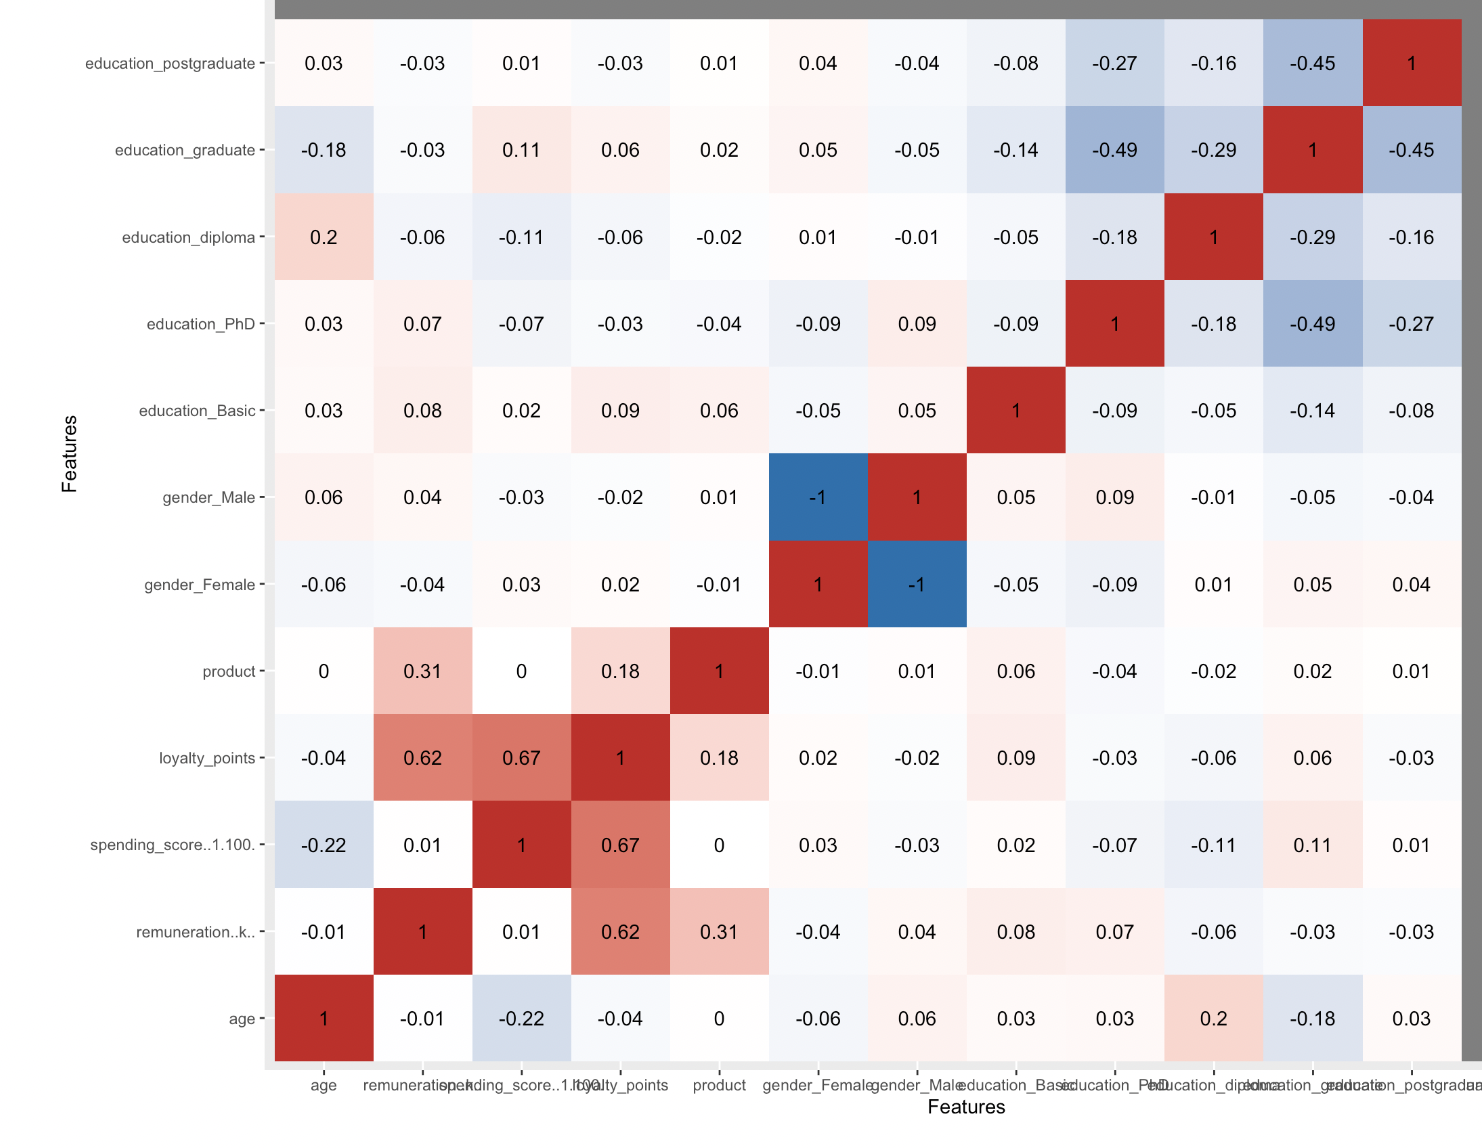 education_postgraduate 0.03 -0.03 0.01 -0.03 0.01 0.04 -0.04 -0.08 -0.27 -0.16 -0.45 1
education_graduate -0.18 -0.03 0.11 0.06 0.02 0.05 -0.05 -0.14 -0.49 -0.29 1 -0.45
education_diploma 0.2 -0.06 -0.11 -0.06 -0.02 0.01 -0.01 -0.05 -0.18 1 -0.29 -0.16
education_PhD 0.03 0.07 -0.07 -0.03 -0.04 -0.09 0.09 -0.09 1 -0.18 -0.49 -0.27
education_Basic 0.03 0.08 0.02 0.09 0.06 -0.05 0.05 1 -0.09 -0.05 -0.14 -0.08
Features
gender_Male 0.06 0.04 -0.03 -0.02 0.01 -1 1 0.05 0.09 -0.01 -0.05 -0.04
gender_Female -0.06 -0.04 0.03 0.02 -0.01 1 -1 -0.05 -0.09 0.01 0.05 0.04
product 0 0.31 0 0.18 1 -0.01 0.01 0.06 -0.04 -0.02 0.02 0.01
loyalty_points -0.04 0.62 0.67 1 0.18 0.02 -0.02 0.09 -0.03 -0.06 0.06 -0.03
spending_score..1.100. -0.22 0.01 1 0.67 0 0.03 -0.03 0.02 -0.07 -0.11 0.11 0.01
remuneration..k.. -0.01 1 0.01 0.62 0.31 -0.04 0.04 0.08 0.07 -0.06 -0.03 -0.03
age 1 -0.01 -0.22 -0.04 0 -0.06 0.06 0.03 0.03 0.2 -0.18 0.03
age remuneration..k.. spending_score..1.100. loyalty_points product gender_Female gender_Male education_Basic education_PhD education_diploma education_graduate
Features